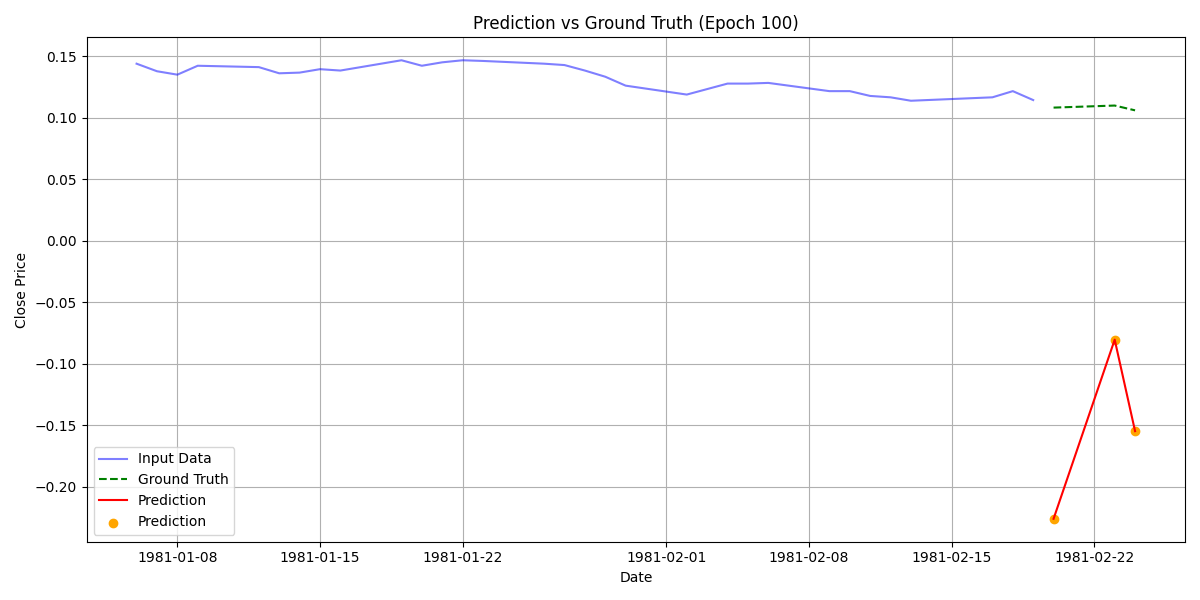 Prediction vs Ground Truth (Epoch 100)
Close Price
0.15
0.10
0.05
0.00
−0.05
−0.10
−0.15
−0.20
Input Data
Ground Truth
Prediction
Prediction
1981-01-08
1981-01-15
1981-01-22
1981-02-01
1981-02-08
1981-02-15
1981-02-22
Date